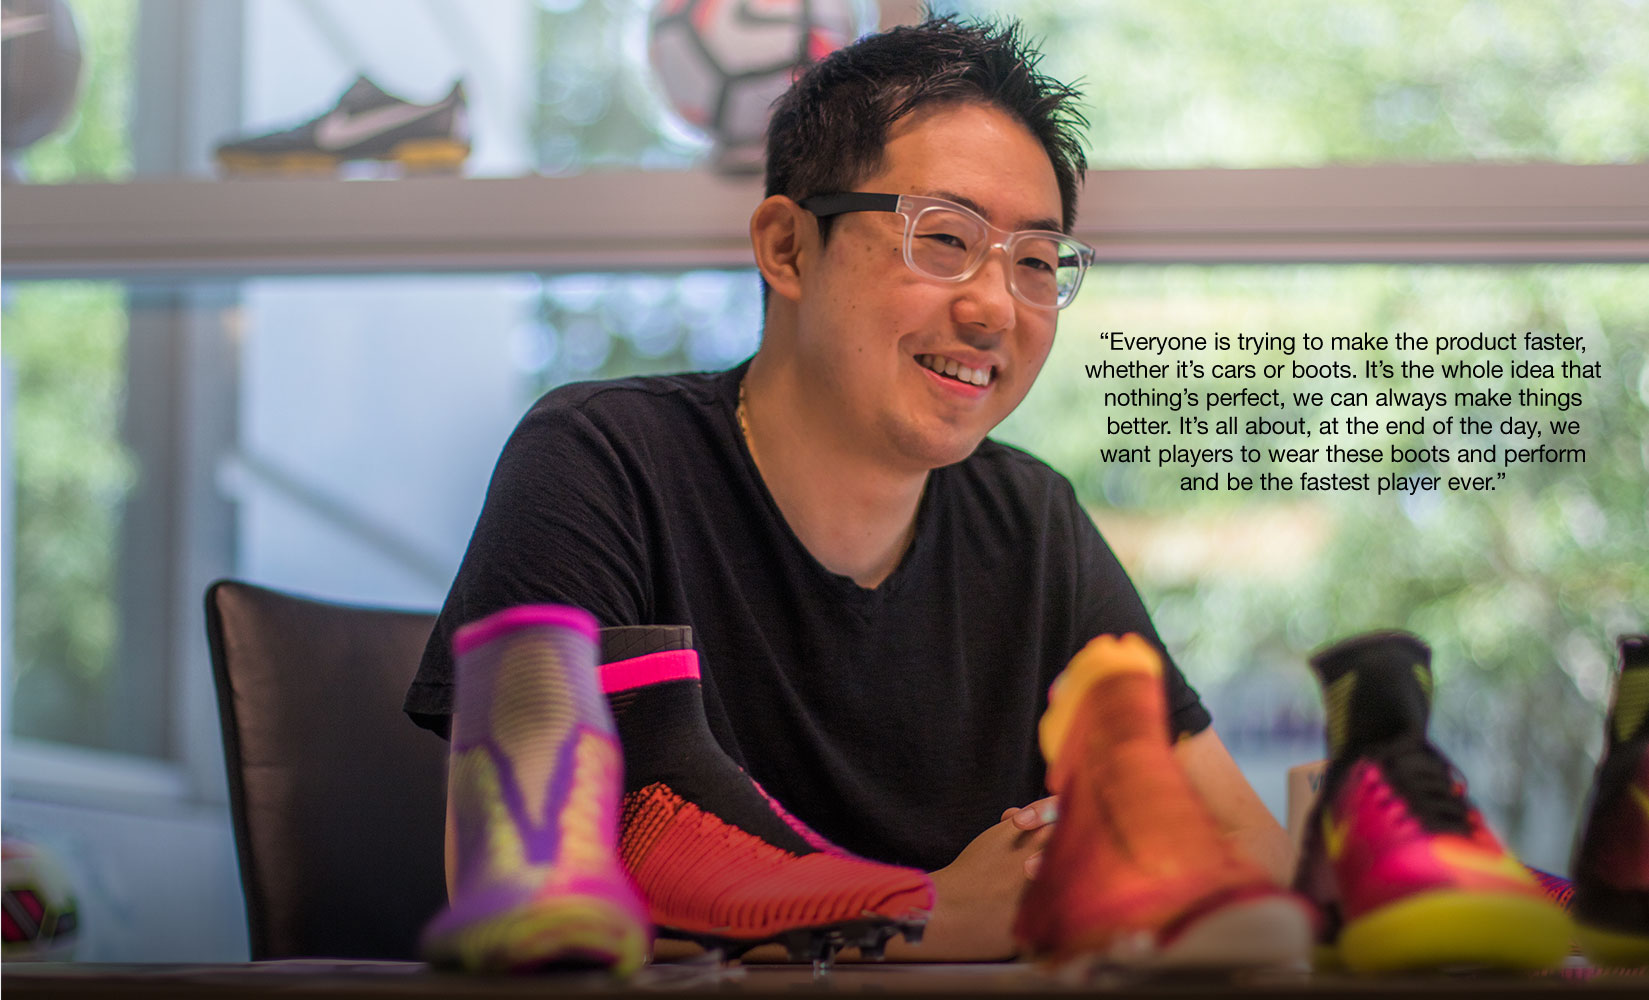 “Everyone is trying to make the product faster,
whether it’s cars or boots. It’s the whole idea that
nothing’s perfect, we can always make things
better. It’s all about, at the end of the day, we
want players to wear these boots and perform
and be the fastest player ever.”